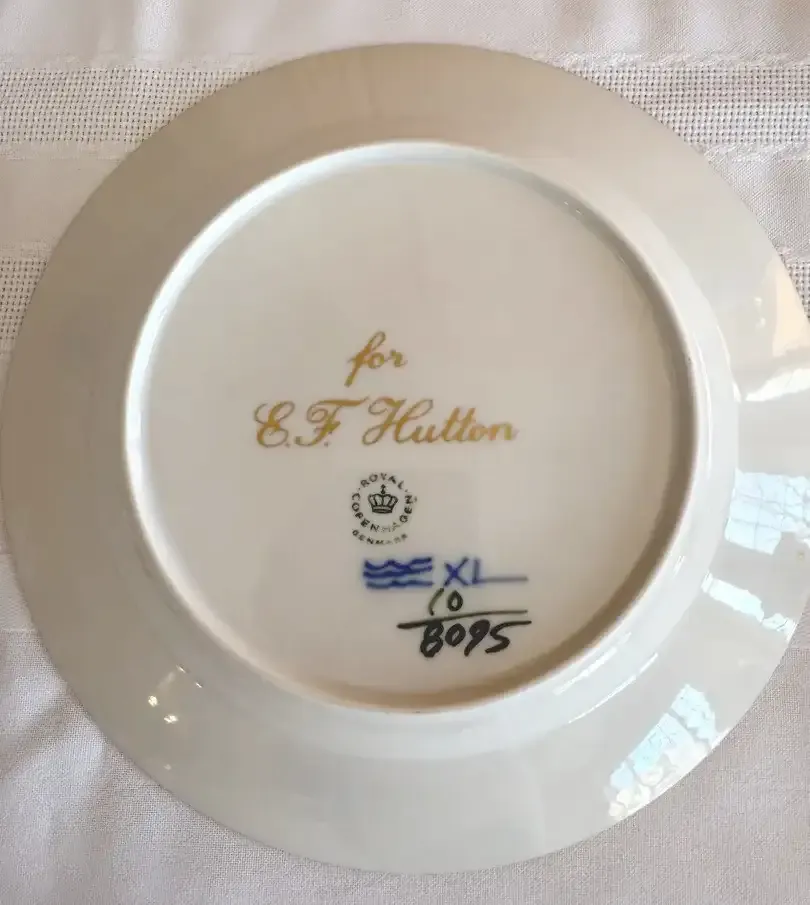 for
E.F. Hutton
ROYAL COPENHAGEN
DENMARK
XL
10
8095